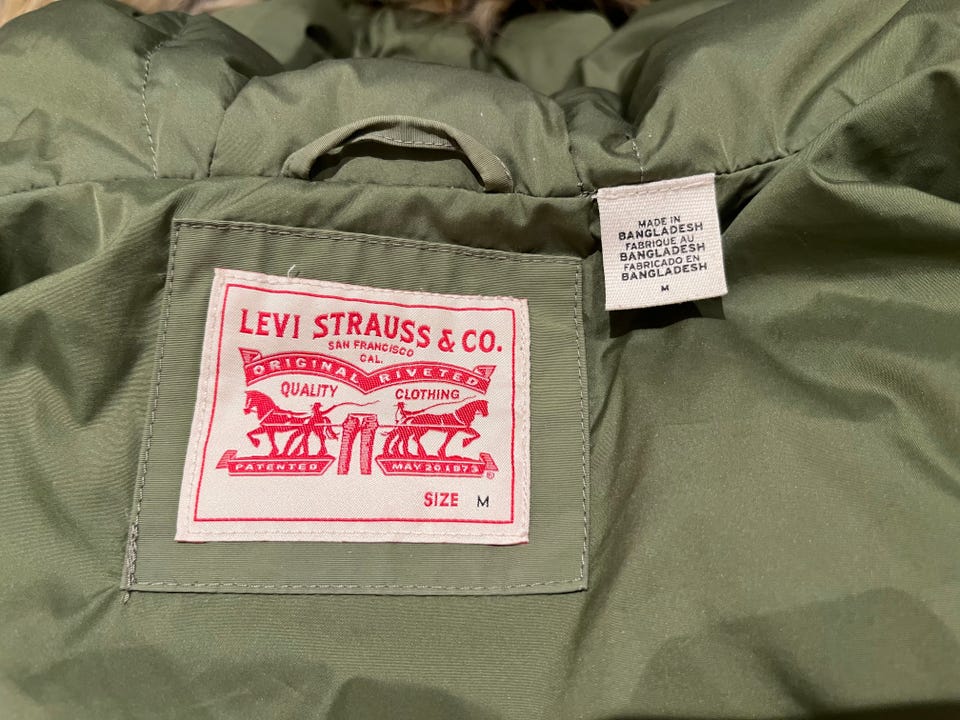 LEVI STRAUSS & CO.
SAN FRANCISCO
CAL.
ORIGINAL RIVETED
QUALITY CLOTHING
PATENTED MAY 20.1873
®
SIZE M
MADE IN
BANGLADESH
FABRIQUE AU
BANGLADESH
FABRICADO EN
BANGLADESH
M